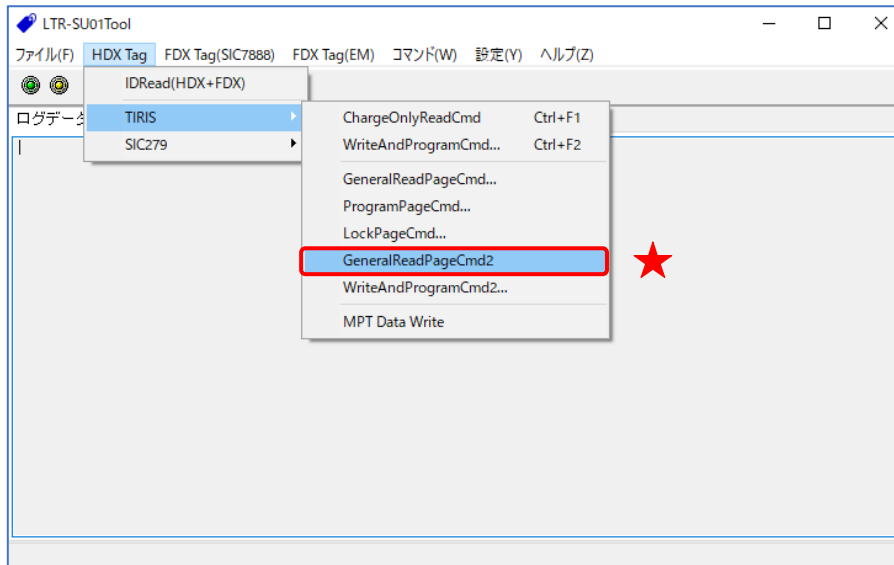 LTR-SU01Tool
ファイル(F) HDX Tag FDX Tag(SIC7888) FDX Tag(EM) コマンド(W) 設定(Y) ヘルプ(Z)
IDRead(HDX+FDX)
ログデータ
TIRIS
SIC279
ChargeOnlyReadCmd Ctrl+F1
WriteAndProgramCmd... Ctrl+F2
GeneralReadPageCmd...
ProgramPageCmd...
LockPageCmd...
GeneralReadPageCmd2
WriteAndProgramCmd2...
MPT Data Write